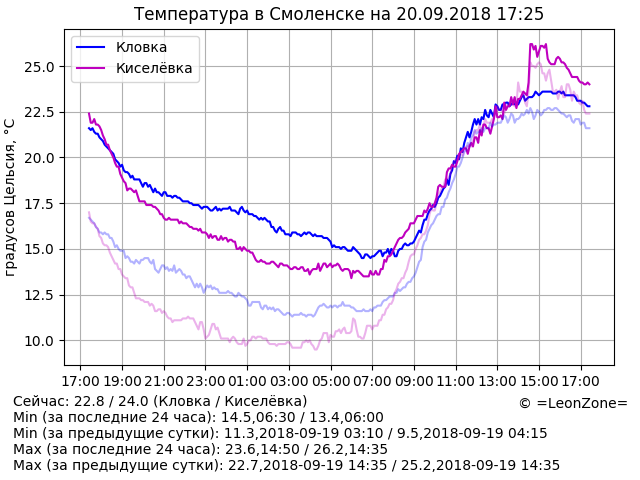 Температура в Смоленске на 20.09.2018 17:25
Кловка
Киселёвка
градусов Цельсия, °C
25.0
22.5
20.0
17.5
15.0
12.5
10.0
17:00 19:00 21:00 23:00 01:00 03:00 05:00 07:00 09:00 11:00 13:00 15:00 17:00
Сейчас: 22.8 / 24.0 (Кловка / Киселёвка)
© =LeonZone=
Min (за последние 24 часа): 14.5,06:30 / 13.4,06:00
Min (за предыдущие сутки): 11.3,2018-09-19 03:10 / 9.5,2018-09-19 04:15
Max (за последние 24 часа): 23.6,14:50 / 26.2,14:35
Max (за предыдущие сутки): 22.7,2018-09-19 14:35 / 25.2,2018-09-19 14:35